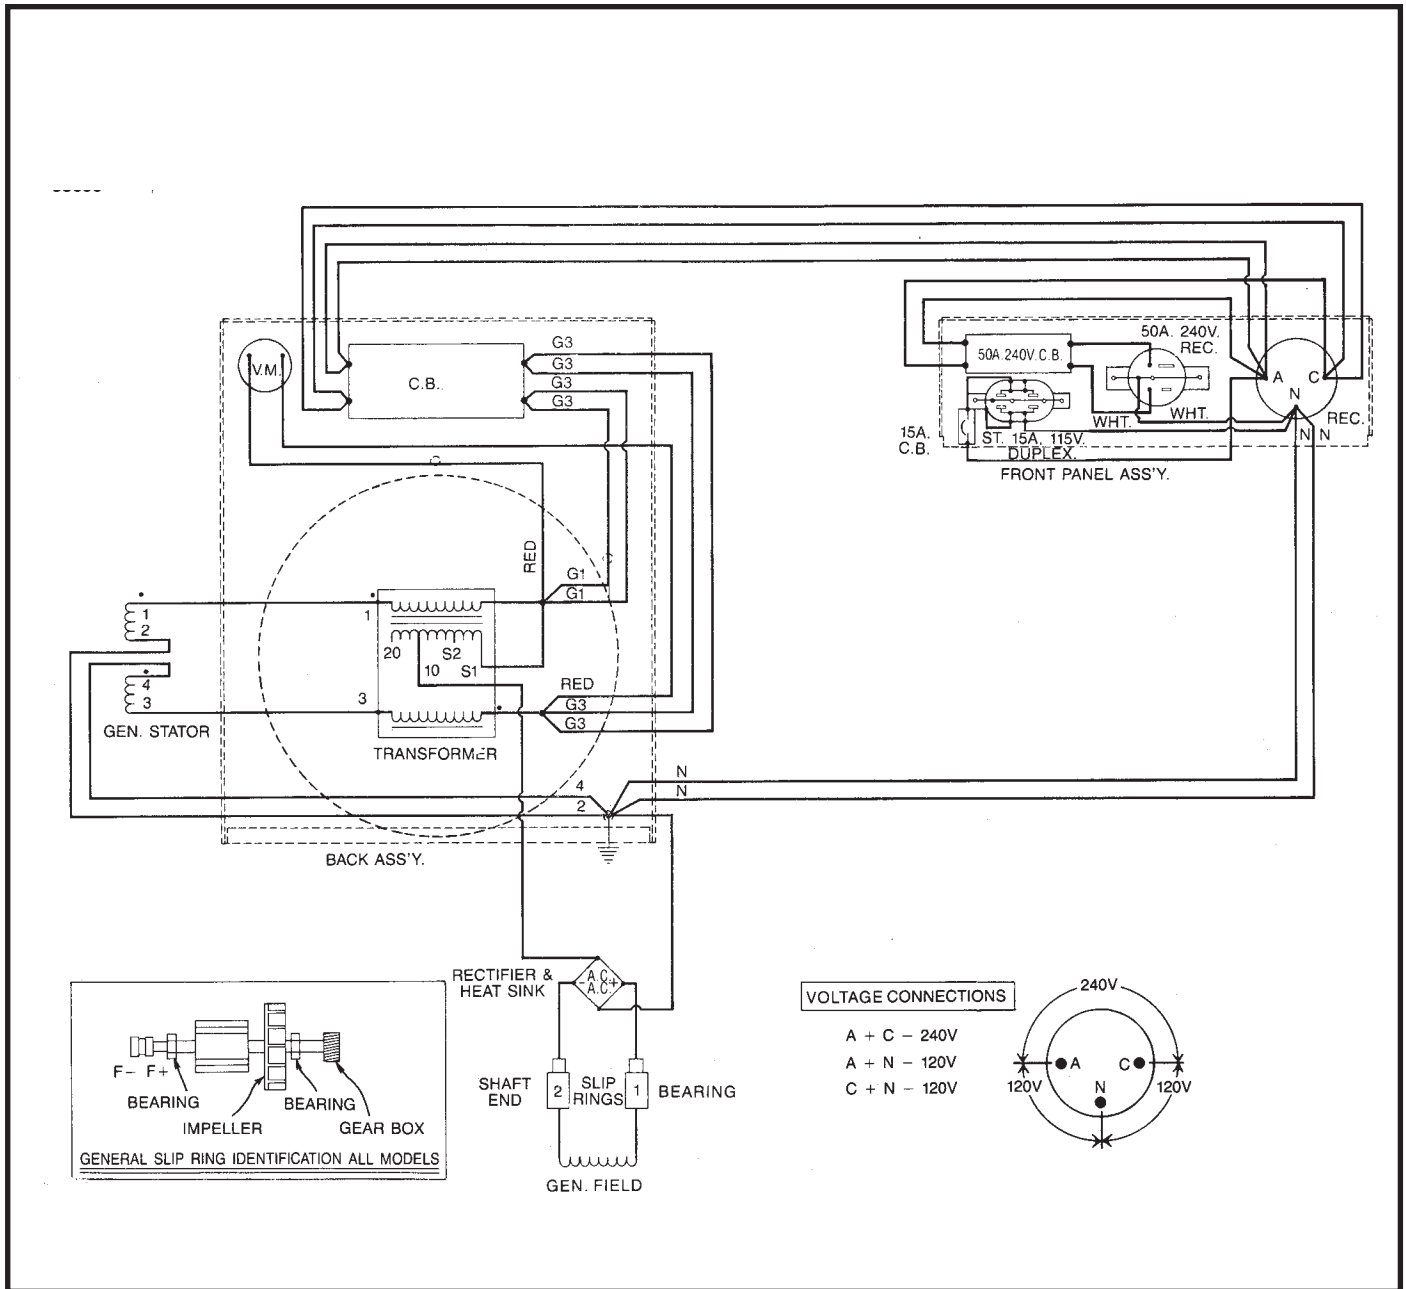 G3
G3
G3
G3
V.M.
C.B.
50A. 240V.
REC.
50A.240V.C.B.
A
C
N
WHT.
WHT.
REC.
15A.
C.B.
ST. 15A. 115V.
DUPLEX.
N
N
FRONT PANEL ASS'Y.
RED
G1
G1
1
2
1
20
S2
10
S1
4
3
3
RED
G3
G3
GEN. STATOR
TRANSFORMER
N
4
N
2
BACK ASS'Y.
RECTIFIER &
HEAT SINK
A.C.
- +
A.C.
VOLTAGE CONNECTIONS
240V
A + C – 240V
A + N – 120V
C + N – 120V
A
C
120V
N
120V
F– F+
BEARING
BEARING
IMPELLER
GEAR BOX
GENERAL SLIP RING IDENTIFICATION ALL MODELS
SHAFT
END
2
SLIP
RINGS
1
BEARING
GEN. FIELD